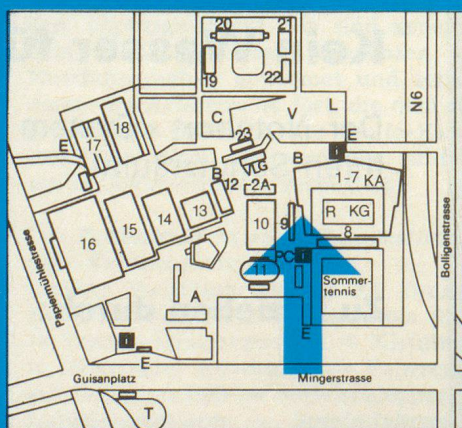 20
21
19
22
C
V
L
N6
23
E
VLG
E
17
18
B
12
2A
B
1-7 KA
13
10
9
R
KG
14
15
16
8
PC
11
Sommer-
tennis
A
E
E
Papiermühlestrasse
Bolligenstrasse
Guisanplatz
Mingerstrasse
T